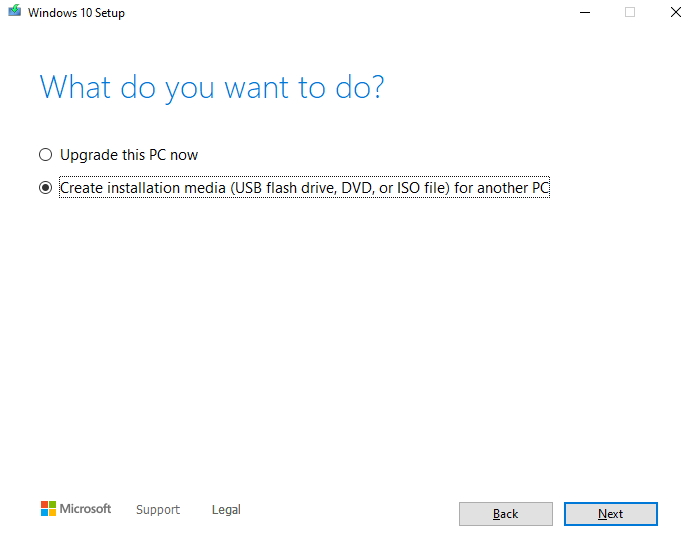 Windows 10 Setup
What do you want to do?
Upgrade this PC now
Create installation media (USB flash drive, DVD, or ISO file) for another PC
Microsoft Support Legal Back Next